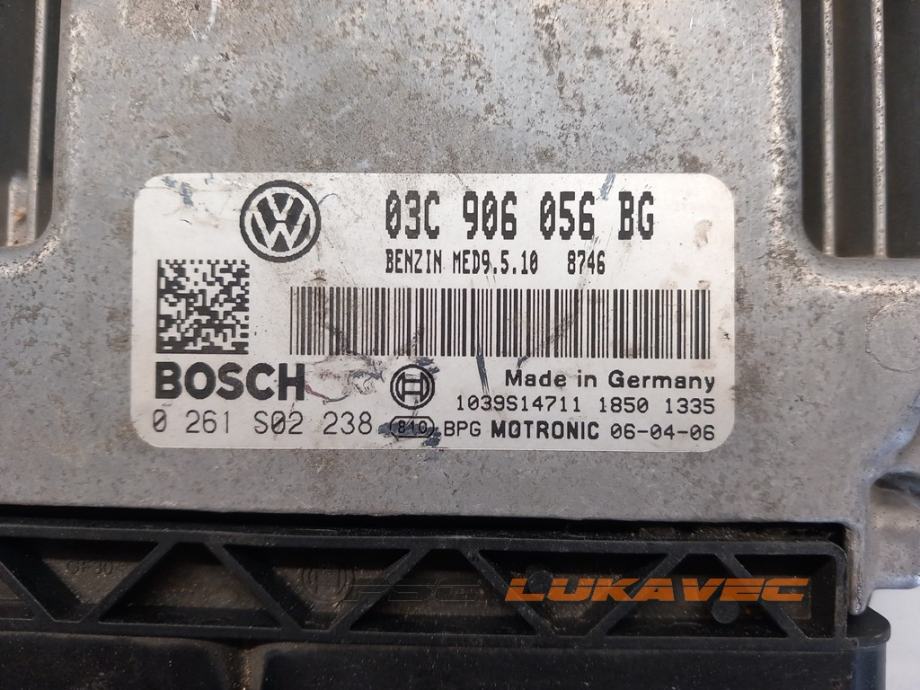 03C 906 056 BG
BENZIN MED9.5.10 8746
BOSCH
Made in Germany
1039S14711 1850 1335
0 261 S02 238 810 BPG MOTRONIC 06-04-06
LUKAVEC